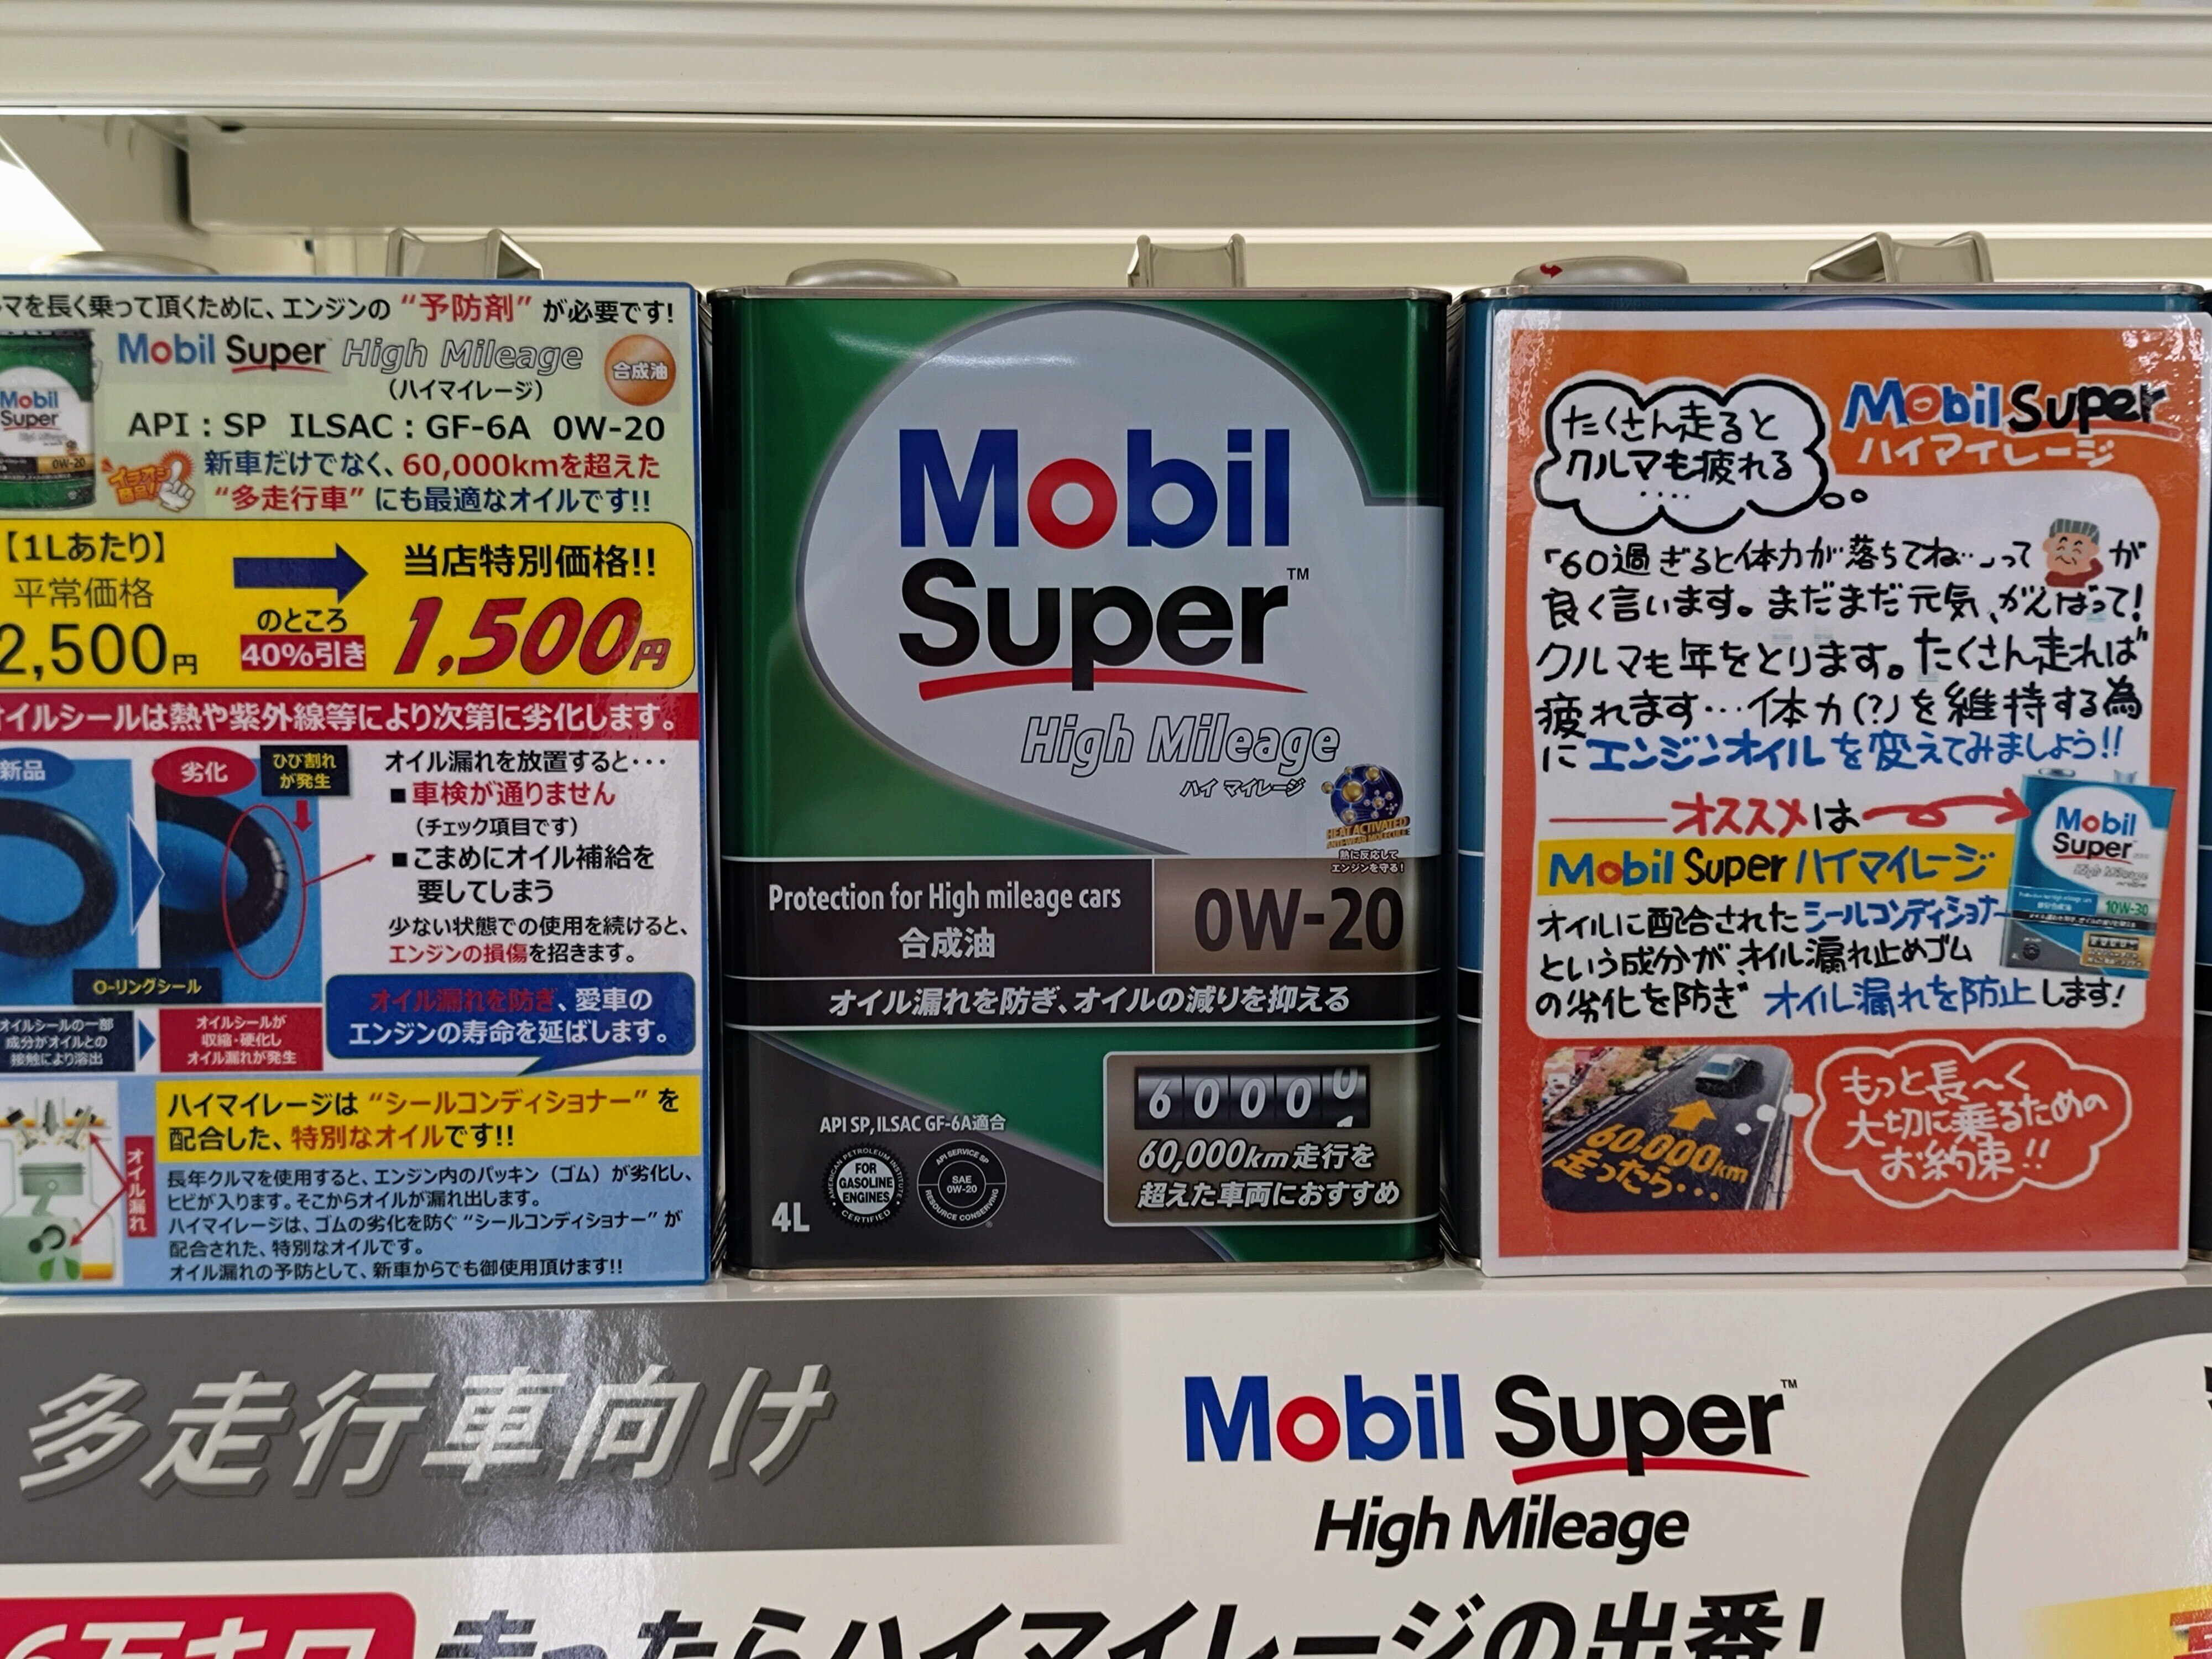 マを長く乗って頂くために、エンジンの“予防剤”が必要です!
Mobil Super High Mileage
(ハイマイレージ)
合成油
API:SP ILSAC:GF-6A 0W-20
イチオシ
新車だけでなく、60,000kmを超えた
“多走行車”にも最適なオイルです!!
【1Lあたり】
平常価格
2,500円
のところ
40%引き
当店特別価格!!
1,500円
オイルシールは熱や紫外線等により次第に劣化します。
新品
劣化
ひび割れ
が発生
O-リングシール
オイルシールの一部
成分がオイルとの
接触により溶出
オイルシールが
収縮・硬化し
オイル漏れが発生
オイル漏れを放置すると・・・
■車検が通りません
(チェック項目です)
■こまめにオイル補給を
要してしまう
少ない状態での使用を続けると、
エンジンの損傷を招きます。
オイル漏れを防ぎ、愛車の
エンジンの寿命を延ばします。
ハイマイレージは“シールコンディショナー”を
配合した、特別なオイルです!!
オイル漏れ
長年クルマを使用すると、エンジン内のパッキン(ゴム)が劣化し、
ヒビが入ります。そこからオイルが漏れ出します。
ハイマイレージは、ゴムの劣化を防ぐ“シールコンディショナー”が
配合された、特別なオイルです。
オイル漏れの予防として、新車からでも御使用頂けます!!
Mobil
Super™
High Mileage
ハイ マイレージ
HEAT ACTIVATED
ANTI-WEAR MOLECULE
熱に反応して
エンジンを守る!
Protection for High mileage cars
合成油
0W-20
オイル漏れを防ぎ、オイルの減りを抑える
API SP, ILSAC GF-6A適合
AMERICAN PETROLEUM INSTITUTE
FOR
GASOLINE
ENGINES
CERTIFIED
API SERVICE SP
SAE
0W-20
RESOURCE CONSERVING
4L
6000
60,000km走行を
超えた車両におすすめ
たくさん走ると
クルマも疲れる
····
Mobil Super
ハイマイレージ
「60過ぎると体力が落ちてね…」って が
良く言います。まだまだ元気、がんばって!
クルマも年をとります。たくさん走れば
疲れます…体力(?)を維持する為
にエンジンオイルを変えてみましょう!!
オススメは
Mobil Super ハイマイレージ
Mobil
Super
High Mileage
10W-30
オイルに配合されたシールコンディショナー
という成分が、オイル漏れ止めゴム
の劣化を防ぎ オイル漏れを防止します!
60,000km
走ったら・・・
もっと長〜く
大切に乗るための
お約束!!
多走行車向け
Mobil Super™
High Mileage
6万キロ 走ったらハイマイレージの出番!